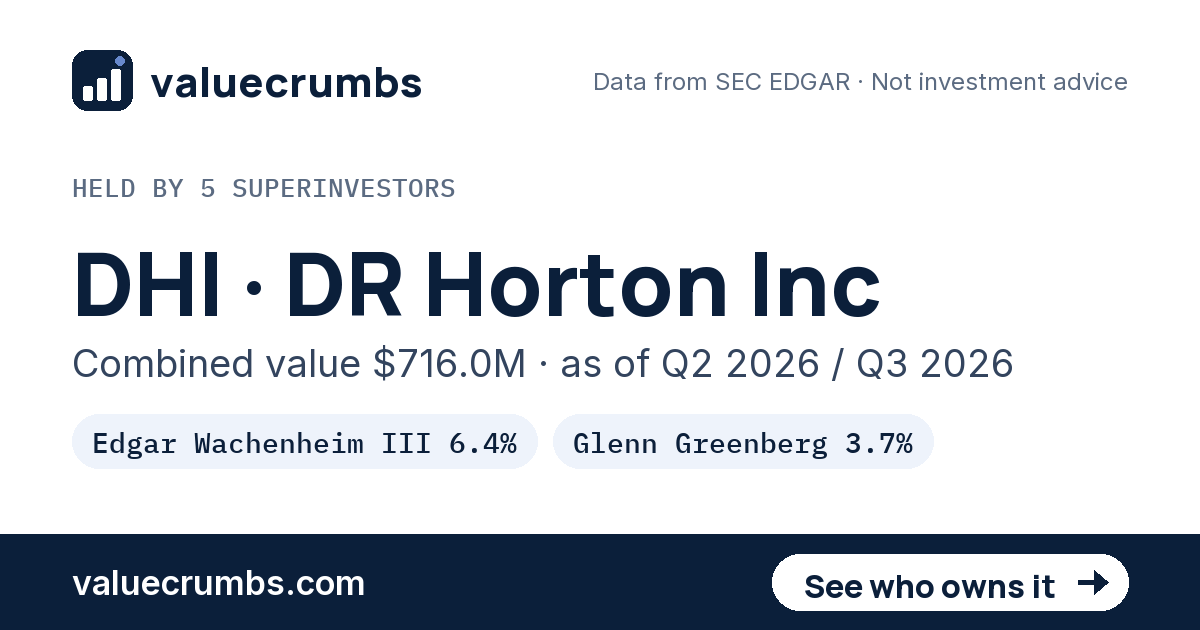 valuecrumbs
Data from SEC EDGAR · Not investment advice
HELD BY 5 SUPERINVESTORS
DHI · DR Horton Inc
Combined value $716.0M · as of Q2 2026 / Q3 2026
Edgar Wachenheim III 6.4%
Glenn Greenberg 3.7%
valuecrumbs.com
See who owns it →